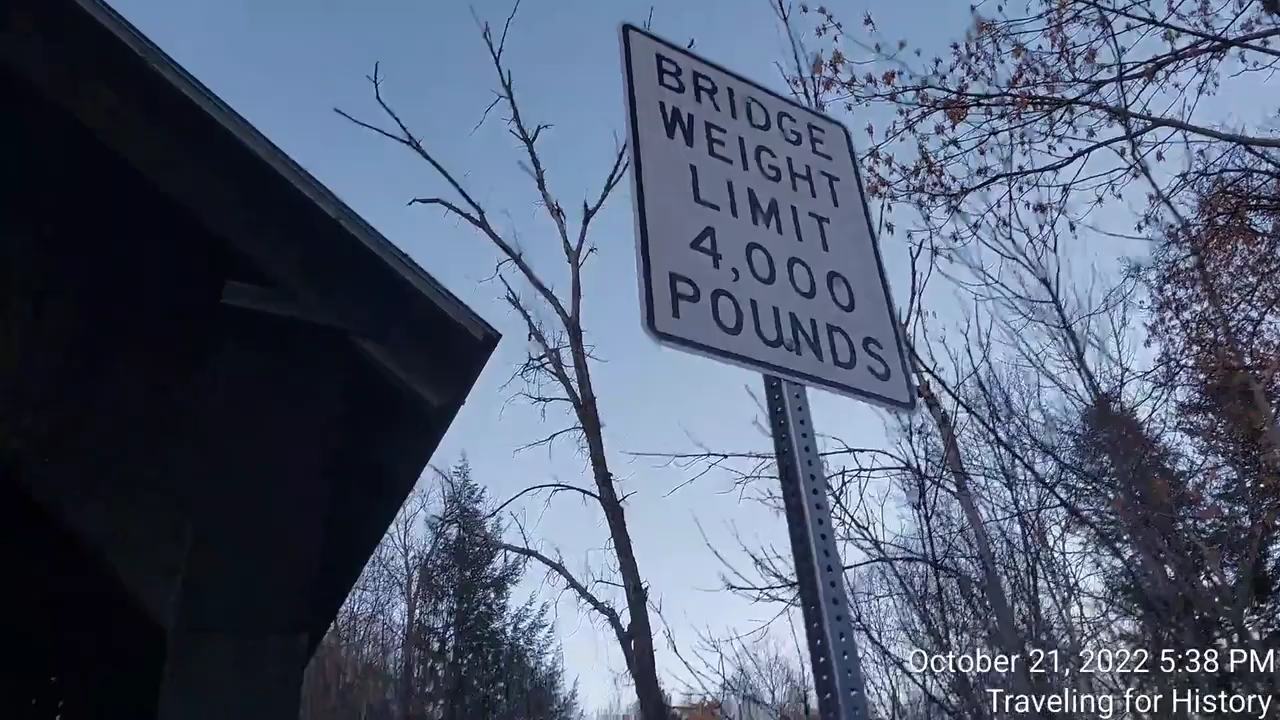 BRIDGE
WEIGHT
LIMIT
4,000
POUNDS
October 21, 2022 5:38 PM
Traveling for History